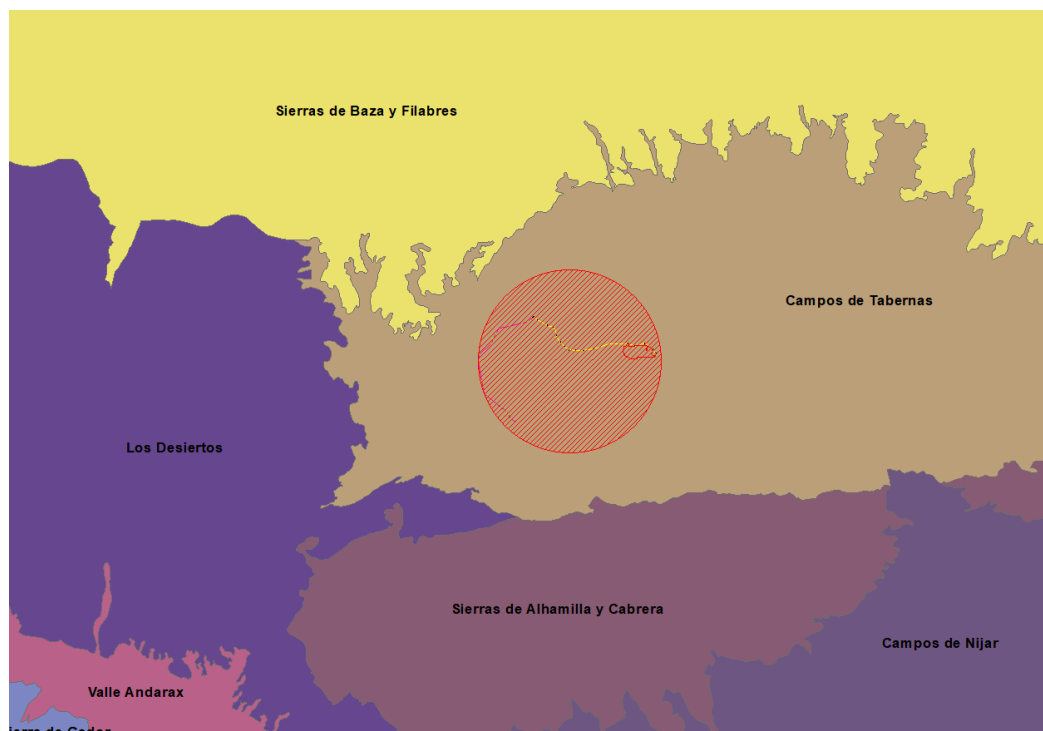 Sierras de Baza y Filabres
Campos de Tabernas
Los Desiertos
Sierras de Alhamilla y Cabrera
Campos de Nijar
Valle Andarax